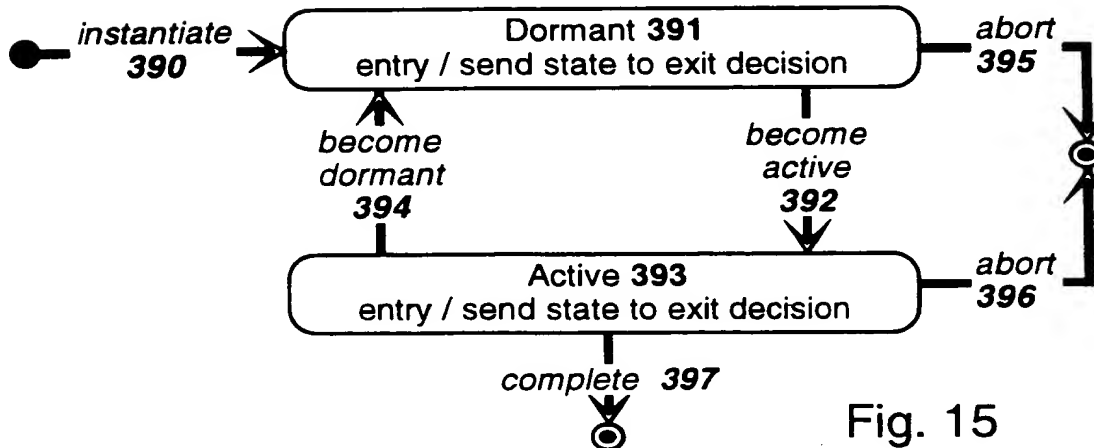 instantiate
390
Dormant 391
entry / send state to exit decision
abort
395
become
dormant
394
become
active
392
Active 393
entry / send state to exit decision
abort
396
complete 397
Fig. 15